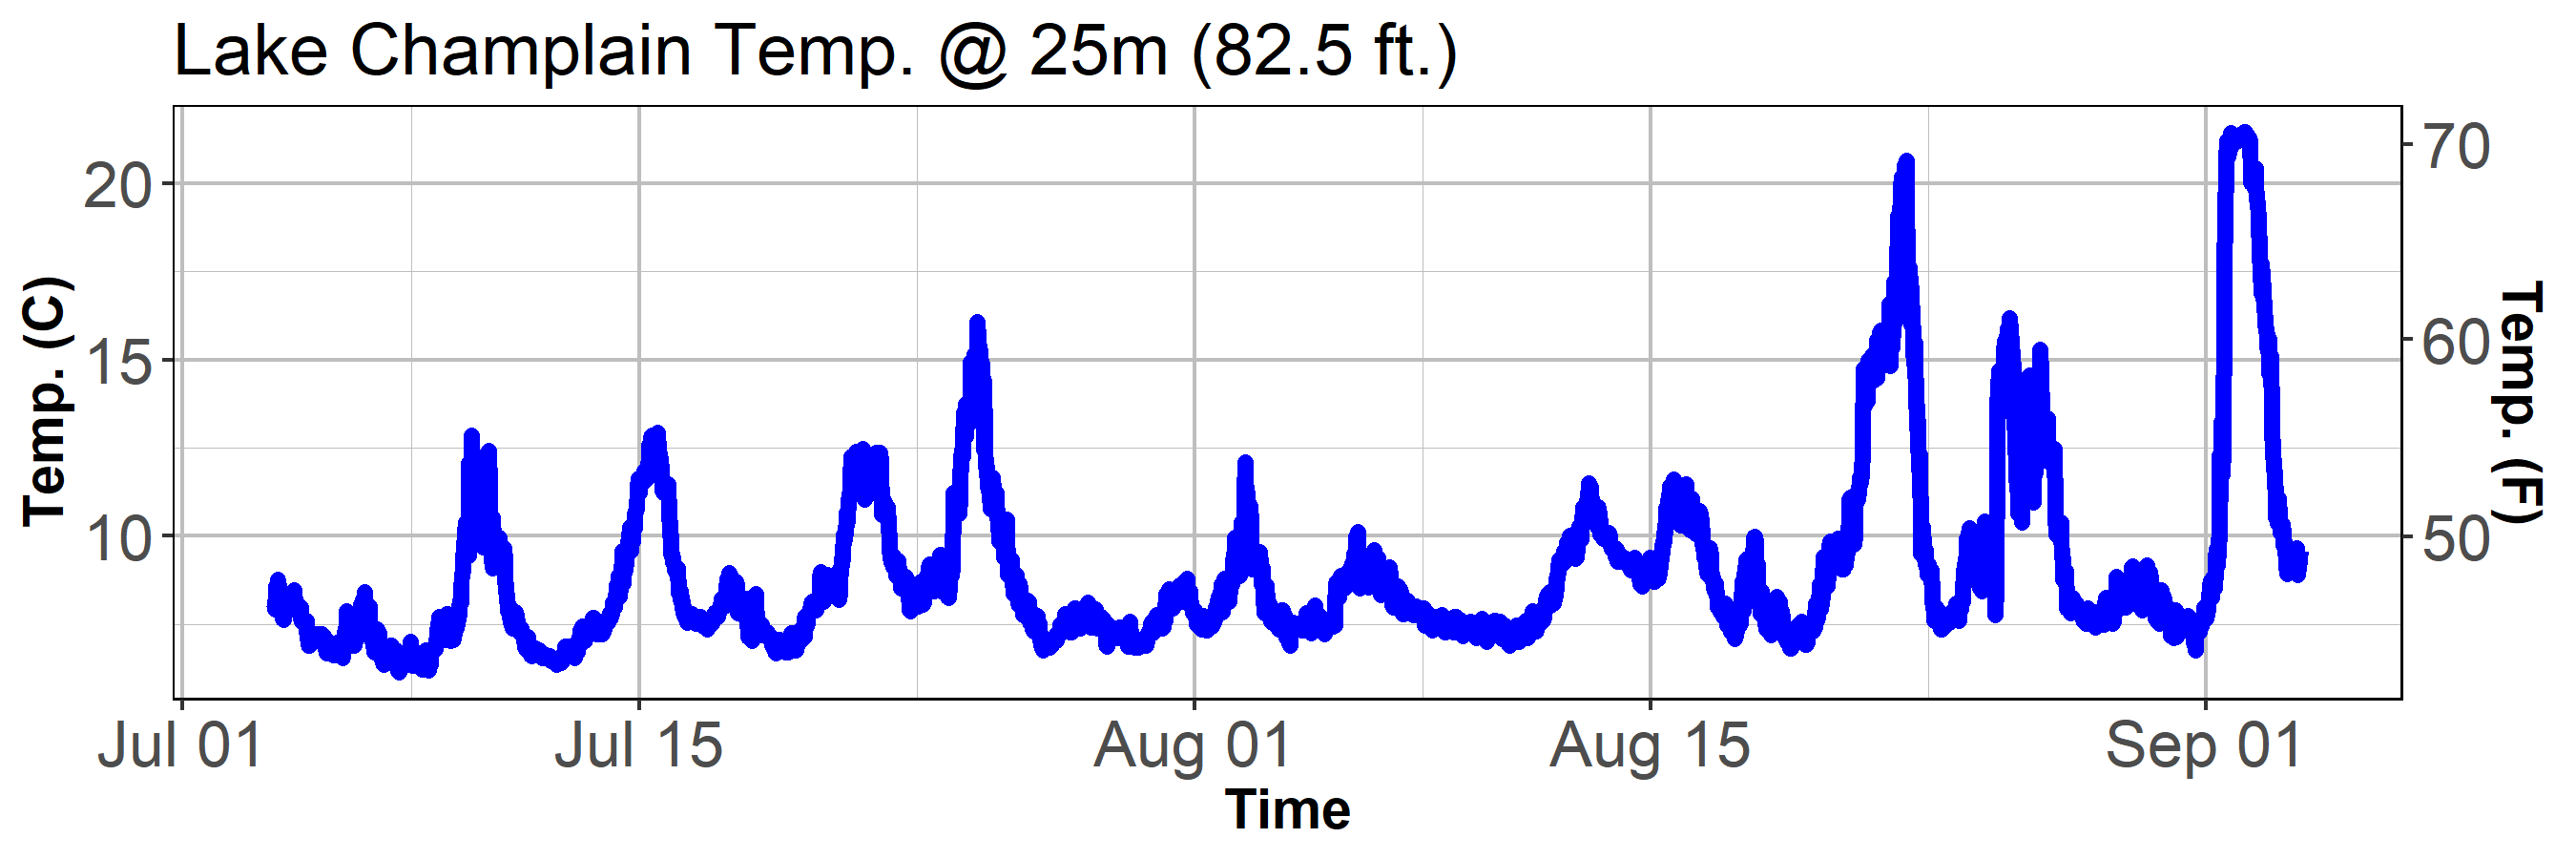 Lake Champlain Temp. @ 25m (82.5 ft.)
Temp. (C)
20
15
10
70
60
50
Temp. (F)
Jul 01
Jul 15
Aug 01
Aug 15
Sep 01
Time